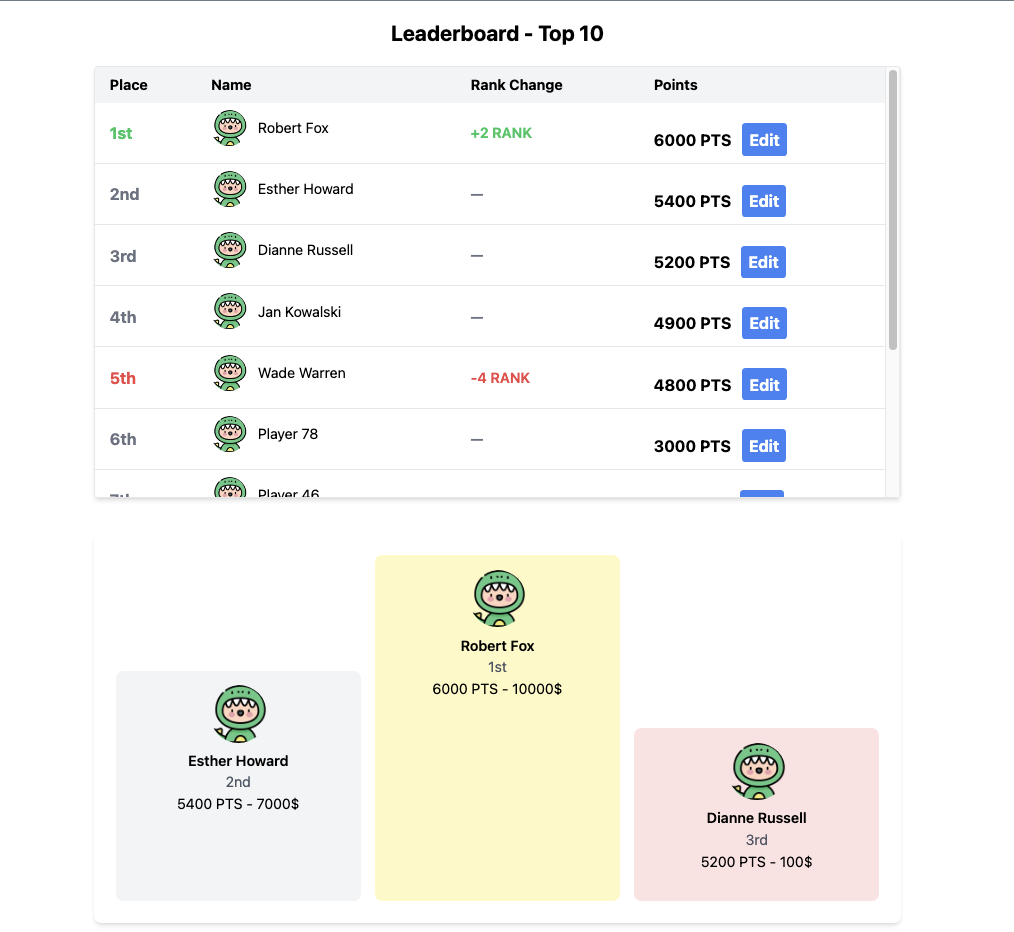 Leaderboard - Top 10
Place Name Rank Change Points
1st Robert Fox +2 RANK 6000 PTS Edit
2nd Esther Howard — 5400 PTS Edit
3rd Dianne Russell — 5200 PTS Edit
4th Jan Kowalski — 4900 PTS Edit
5th Wade Warren -4 RANK 4800 PTS Edit
6th Player 78 — 3000 PTS Edit
Player 46
Robert Fox
1st
6000 PTS - 10000$
Esther Howard
2nd
5400 PTS - 7000$
Dianne Russell
3rd
5200 PTS - 100$